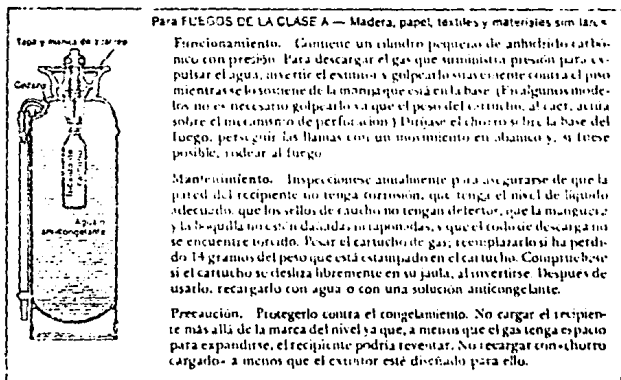 Para FUEGOS DE LA CLASE A — Madera, papel, textiles y materiales similares
Tapa y manija de acarreo
Codera
Agua anticongelante
Funcionamiento. Contiene un cilindro pequeño de anhídrido carbó-
nico con presión. Para descargar el gas que suministra presión para ex-
pulsar el agua, invertir el extintor y golpearlo suavemente contra el piso
mientras se lo sostiene de la manija que está en la base. (En algunos mode-
los no es necesario golpearlo ya que el peso del cartucho, al caer, actúa
sobre el mecanismo de perforación.) Diríjase el chorro sobre la base del
fuego, perseguir las llamas con un movimiento en abanico y, si fuese
posible, rodear al fuego
Mantenimiento. Inspecciónese anualmente para asegurarse de que la
pared del recipiente no tenga corrosión, que tenga el nivel de líquido
adecuado, que los sellos de caucho no tengan defectos, que la manguera
y la boquilla no estén dañadas ni taponadas, y que el codo de descarga no
se encuentre torcido. Pesar el cartucho de gas; reemplazarlo si ha perdi-
do 14 gramos del peso que está estampado en el cartucho. Compruébese
si el cartucho se desliza libremente en su jaula, al invertirse. Después de
usarlo, recargarlo con agua o con una solución anticongelante.
Precaución. Protegerlo contra el congelamiento. No cargar el recipien-
te más allá de la marca del nivel ya que, a menos que el gas tenga espacio
para expandirse, el recipiente podría reventar. No recargar con «chorro
cargado» a menos que el extintor esté diseñado para ello.